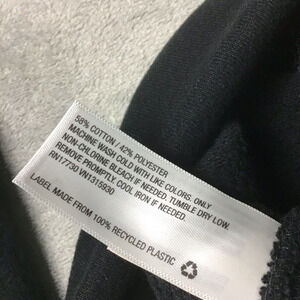 58% COTTON / 42% POLYESTER
MACHINE WASH COLD WITH LIKE COLORS. ONLY
NON-CHLORINE BLEACH IF NEEDED. TUMBLE DRY LOW.
REMOVE PROMPTLY. COOL IRON IF NEEDED.
RN17730 VN1315930
LABEL MADE FROM 100% RECYCLED PLASTIC